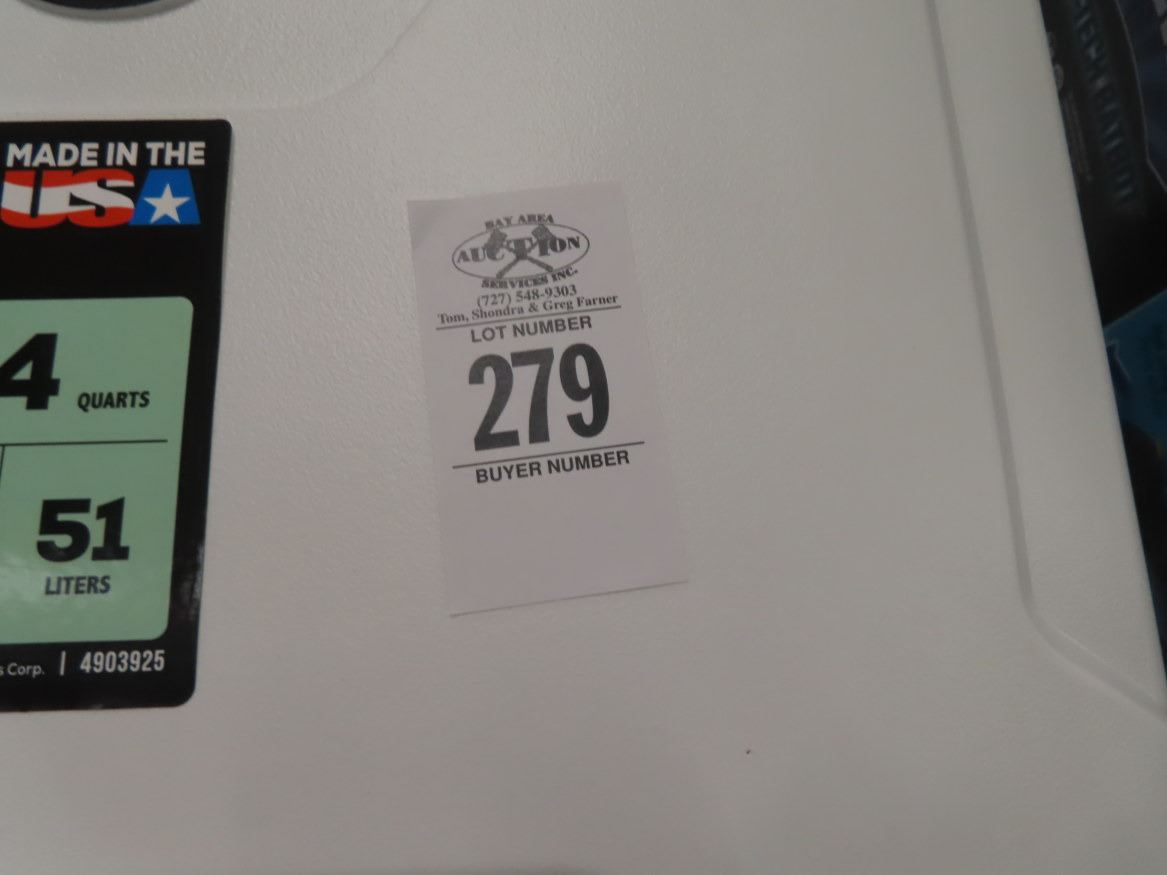 MADE IN THE
USA
4 QUARTS
51
LITERS
s Corp. | 4903925
BAY AREA
AUCTION
SERVICES INC.
(727) 548-9303
Tom, Shondra & Greg Farner
LOT NUMBER
279
BUYER NUMBER